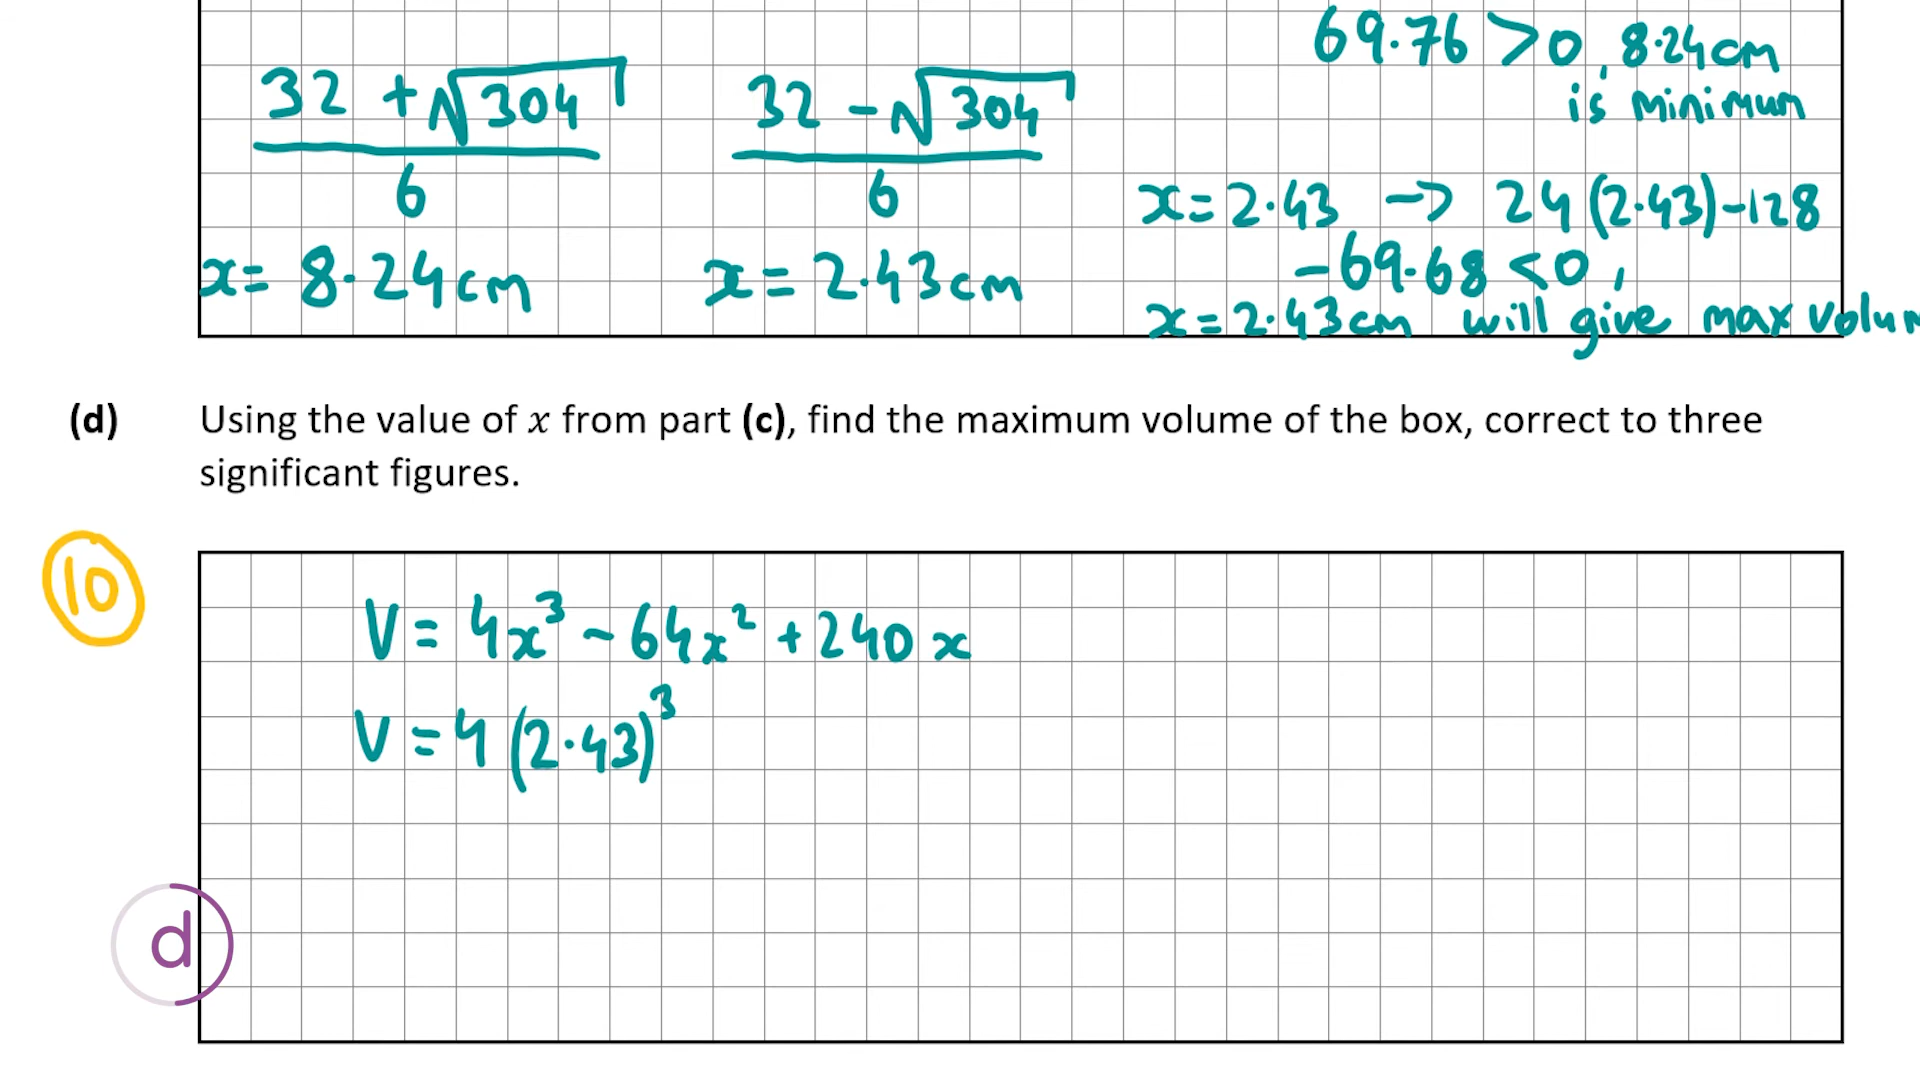 69.76 >0, 8.24cm
is minimum
32 + √304
6
x= 8.24cm
32 - √304
6
x = 2.43cm
x= 2.43 -> 24(2.43)-128
-69.68 <0,
x= 2.43cm will give max volum
(d) Using the value of x from part (c), find the maximum volume of the box, correct to three
significant figures.
10
V = 4x³ - 64x² + 240x
V = 4(2.43)³
d